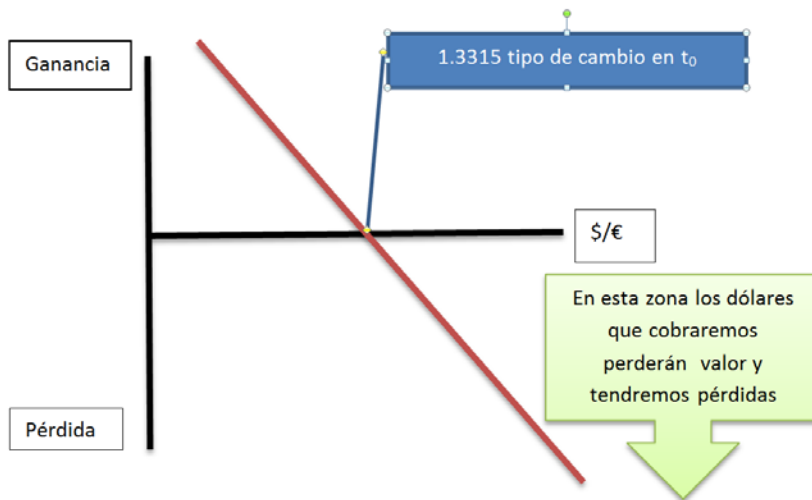 Ganancia
1.3315 tipo de cambio en t₀
$/€
En esta zona los dólares
que cobraremos
perderán valor y
tendremos pérdidas
Pérdida